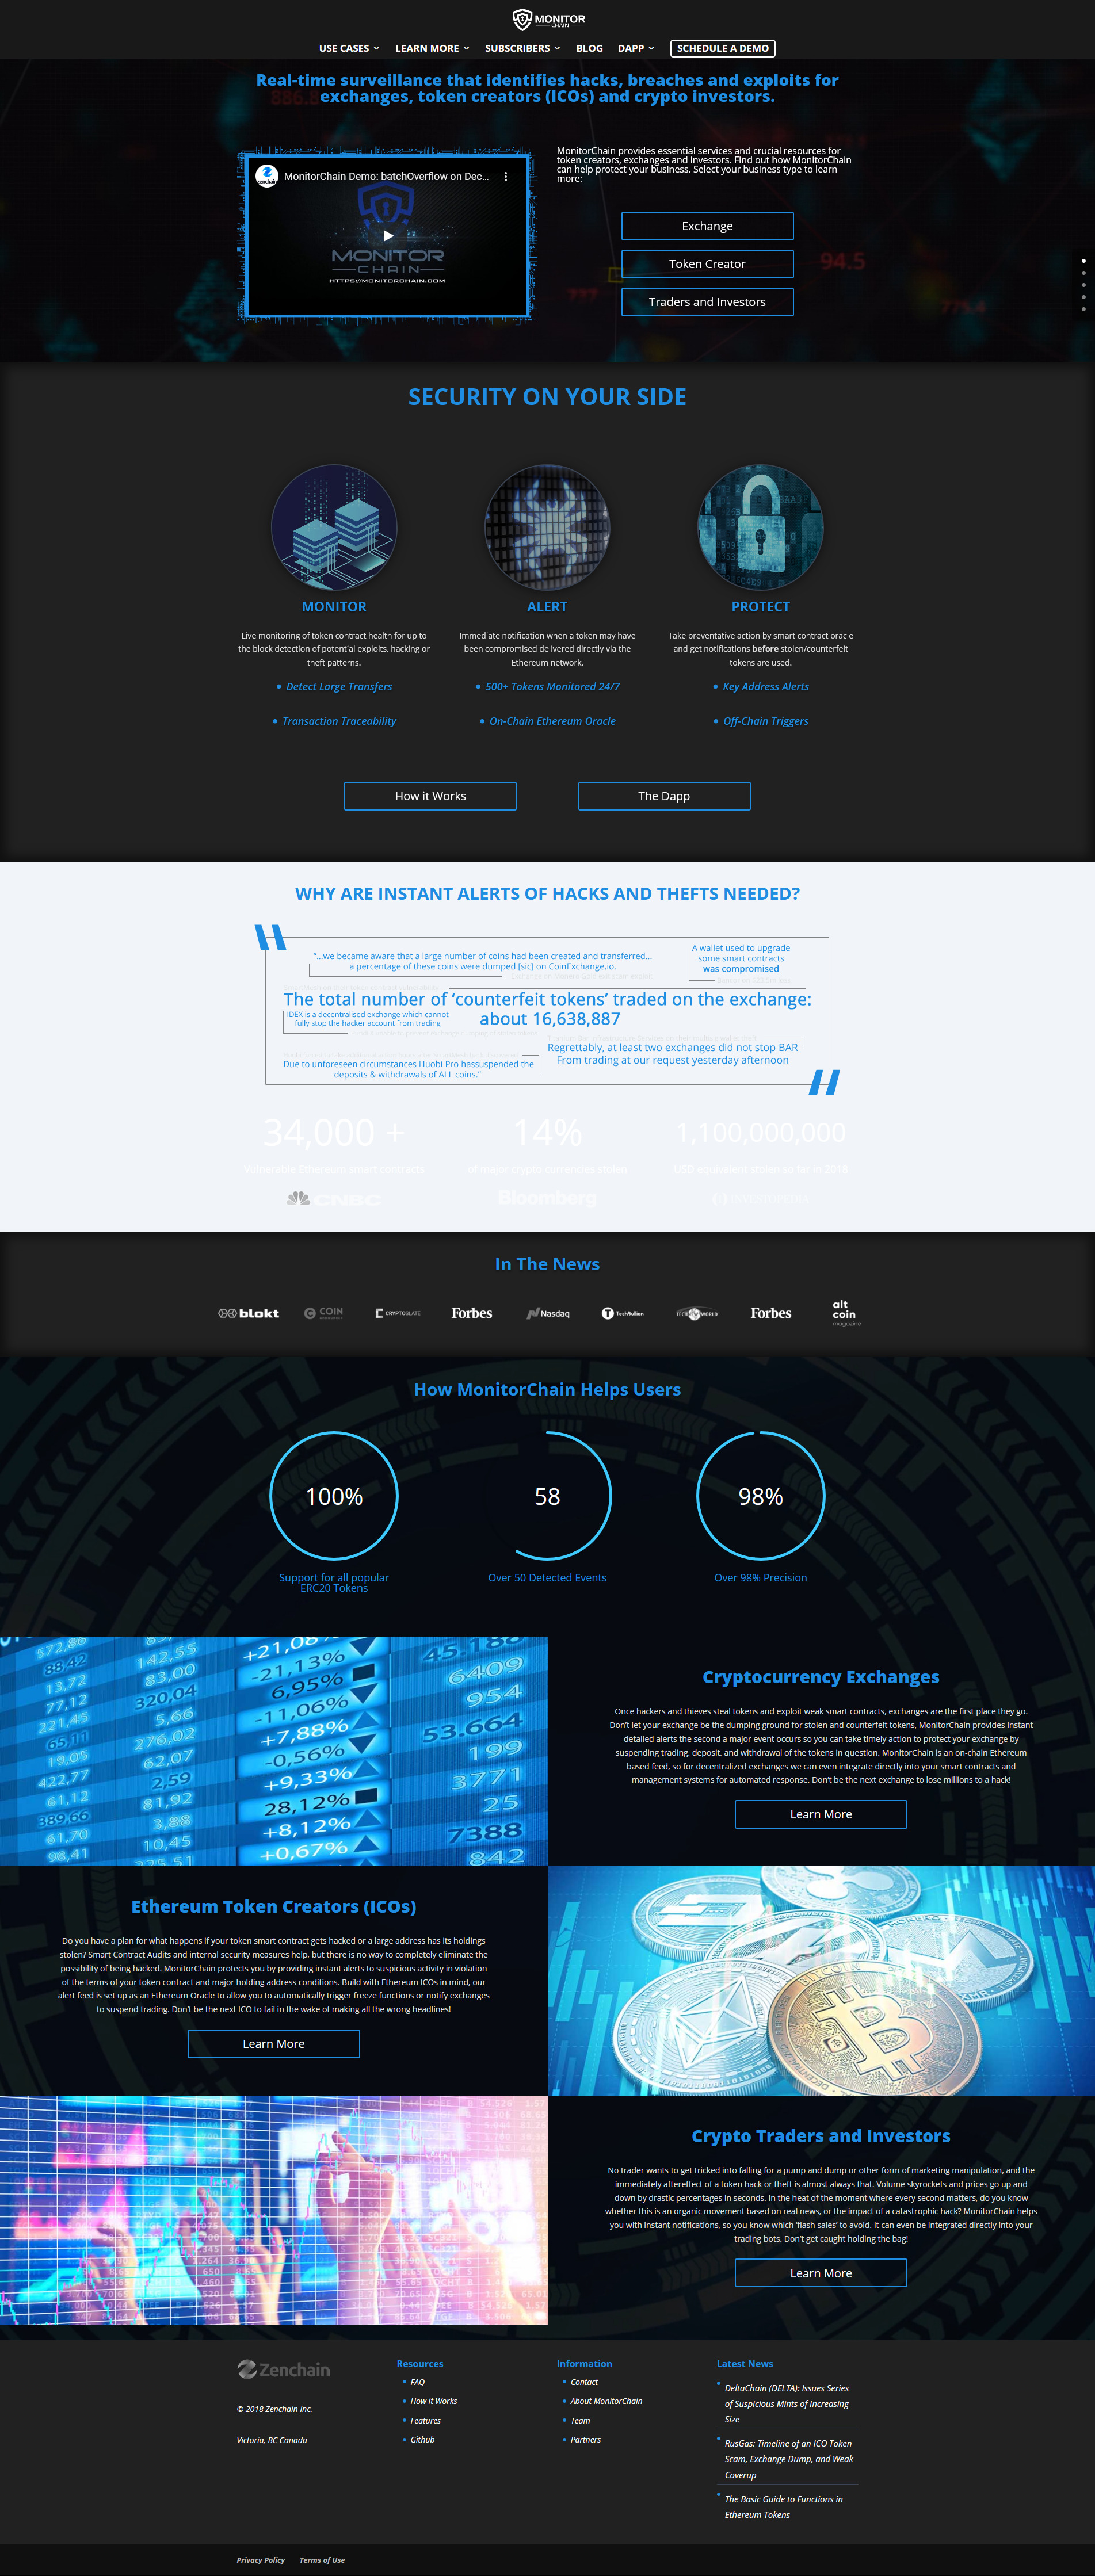 MONITOR
CHAIN
USE CASES
LEARN MORE
SUBSCRIBERS
BLOG
DAPP
SCHEDULE A DEMO
Real-time surveillance that identifies hacks, breaches and exploits for
exchanges, token creators (ICOs) and crypto investors.
MonitorChain Demo: batchOverflow on Dec...
MONITOR
CHAIN
HTTPS://MONITORCHAIN.COM
MonitorChain provides essential services and crucial resources for
token creators, exchanges and investors. Find out how MonitorChain
can help protect your business. Select your business type to learn
more:
Exchange
Token Creator
Traders and Investors
94.5
SECURITY ON YOUR SIDE
MONITOR
Live monitoring of token contract health for up to
the block detection of potential exploits, hacking or
theft patterns.
Detect Large Transfers
Transaction Traceability
ALERT
Immediate notification when a token may have
been compromised delivered directly via the
Ethereum network.
500+ Tokens Monitored 24/7
On-Chain Ethereum Oracle
PROTECT
Take preventative action by smart contract oracle
and get notifications before stolen/counterfeit
tokens are used.
Key Address Alerts
Off-Chain Triggers
How it Works
The Dapp
WHY ARE INSTANT ALERTS OF HACKS AND THEFTS NEEDED?
“...we became aware that a large number of coins had been created and transferred...
a percentage of these coins were dumped [sic] on CoinExchange.io.
A wallet used to upgrade
some smart contracts
was compromised
The total number of ‘counterfeit tokens’ traded on the exchange:
about 16,638,887
IDEX is a decentralised exchange which cannot
fully stop the hacker account from trading
Regrettably, at least two exchanges did not stop BAR
From trading at our request yesterday afternoon
Due to unforeseen circumstances Huobi Pro hassuspended the
deposits & withdrawals of ALL coins.”
34,000 +
Vulnerable Ethereum smart contracts
CNBC
14%
of major crypto currencies stolen
Bloomberg
1,100,000,000
USD equivalent stolen so far in 2018
In The News
blokt
COIN
CRYPTOSLATE
Forbes
Nasdaq
TechBullion
Forbes
alt
coin
magazine
How MonitorChain Helps Users
100%
Support for all popular
ERC20 Tokens
58
Over 50 Detected Events
98%
Over 98% Precision
Cryptocurrency Exchanges
Once hackers and thieves steal tokens and exploit weak smart contracts, exchanges are the first place they go.
Don’t let your exchange be the dumping ground for stolen and counterfeit tokens, MonitorChain provides instant
detailed alerts the second a major event occurs so you can take timely action to protect your exchange by
suspending trading, deposit, and withdrawal of the tokens in question. MonitorChain is an on-chain Ethereum
based feed, so for decentralized exchanges we can even integrate directly into your smart contracts and
management systems for automated response. Don’t be the next exchange to lose millions to a hack!
Learn More
Ethereum Token Creators (ICOs)
Do you have a plan for what happens if your token smart contract gets hacked or a large address has its holdings
stolen? Smart Contract Audits and internal security measures help, but there is no way to completely eliminate the
possibility of being hacked. MonitorChain protects you by providing instant alerts to suspicious activity in violation
of the terms of your token contract and major holding address conditions. Build with Ethereum ICOs in mind, our
alert feed is set up as an Ethereum Oracle to allow you to automatically trigger freeze functions or notify exchanges
to suspend trading. Don’t be the next ICO to fail in the wake of making all the wrong headlines!
Learn More
Crypto Traders and Investors
No trader wants to get tricked into falling for a pump and dump or other form of marketing manipulation, and the
immediately aftereffect of a token hack or theft is almost always that. Volume skyrockets and prices go up and
down by drastic percentages in seconds. In the heat of the moment where every second matters, do you know
whether this is an organic movement based on real news, or the impact of a catastrophic hack? MonitorChain helps
you with instant notifications, so you know which ‘flash sales’ to avoid. It can even be integrated directly into your
trading bots. Don’t get caught holding the bag!
Learn More
Zenchain
© 2018 Zenchain Inc.
Victoria, BC Canada
Resources
FAQ
How it Works
Features
Github
Information
Contact
About MonitorChain
Team
Partners
Latest News
DeltaChain (DELTA): Issues Series
of Suspicious Mints of Increasing
Size
RusGas: Timeline of an ICO Token
Scam, Exchange Dump, and Weak
Coverup
The Basic Guide to Functions in
Ethereum Tokens
Privacy Policy
Terms of Use